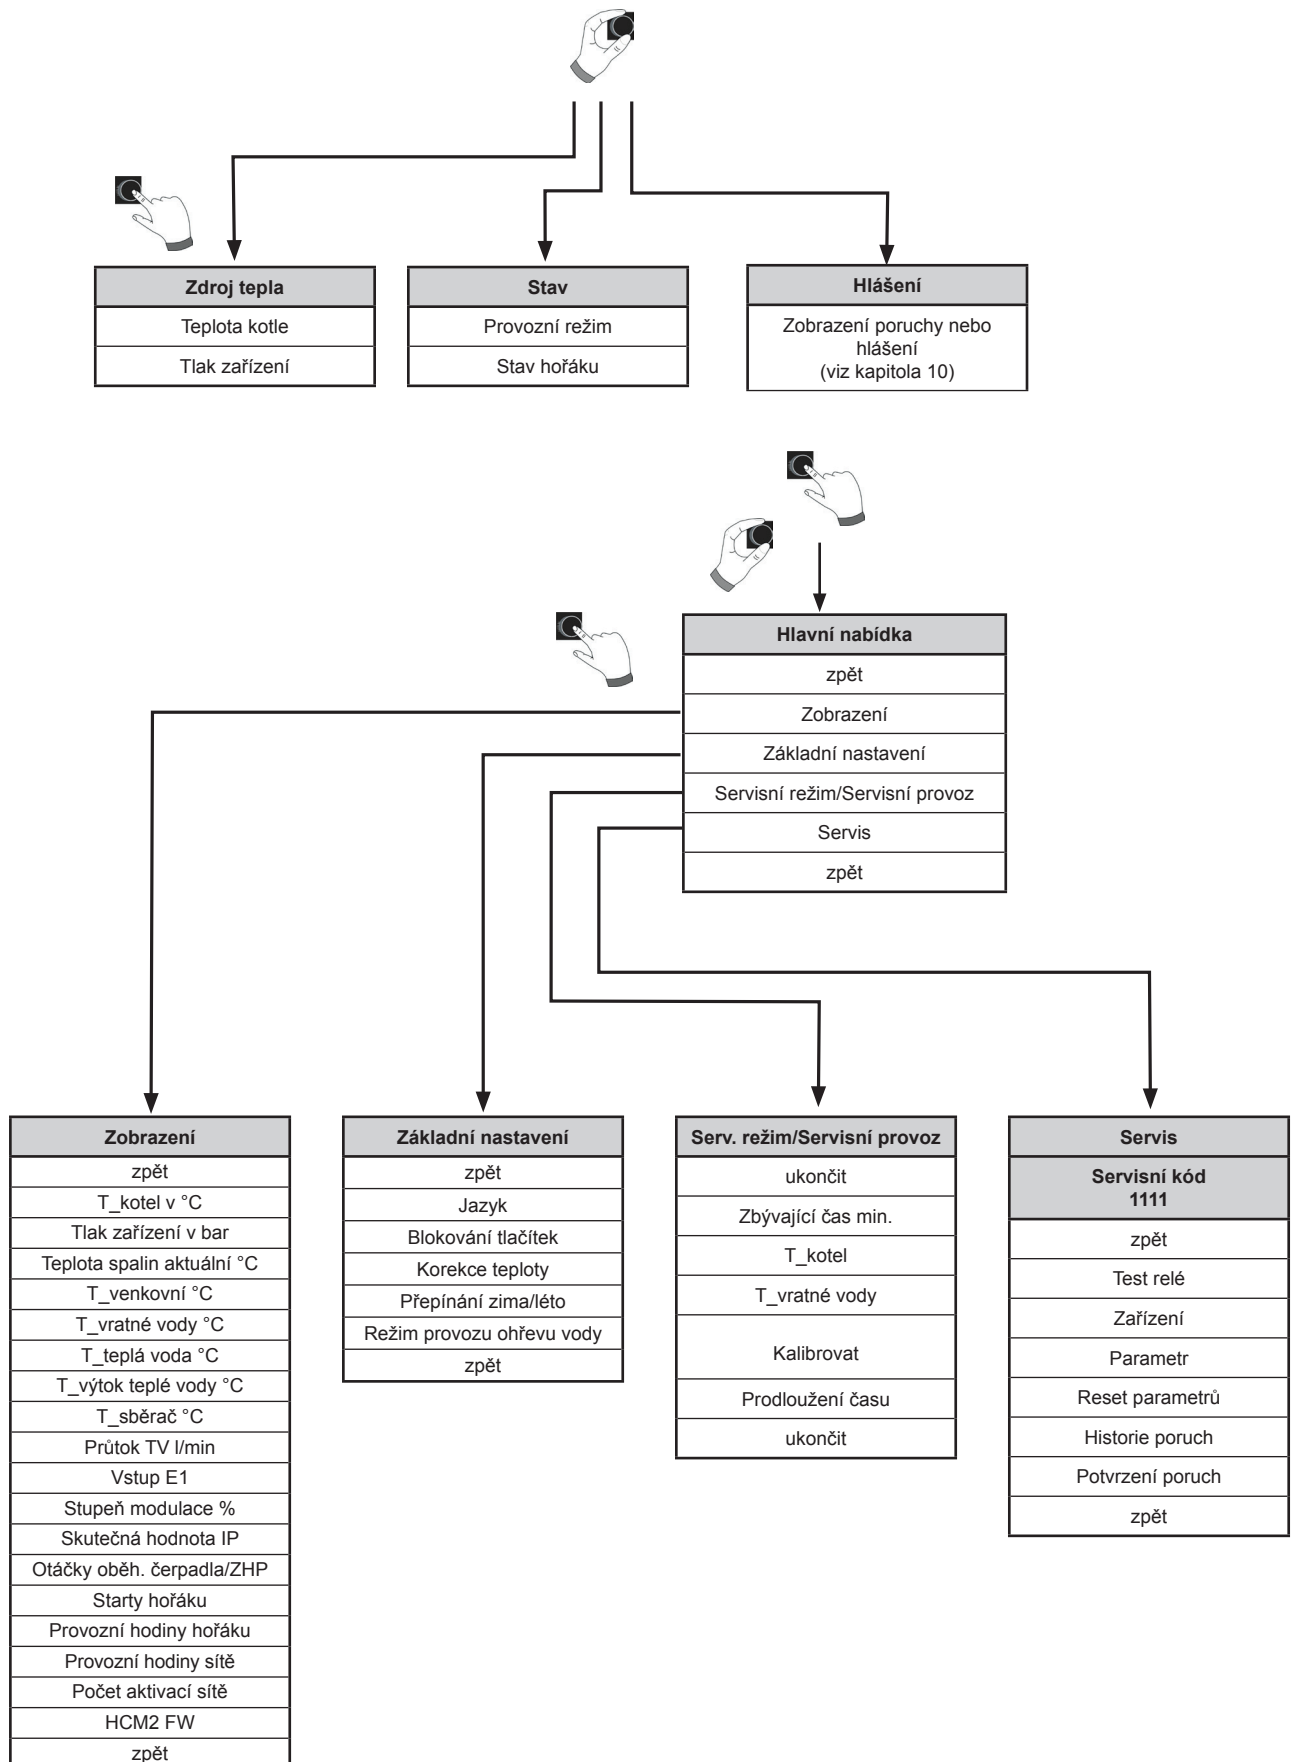 Zdroj tepla
Teplota kotle
Tlak zařízení
Stav
Provozní režim
Stav hořáku
Hlášení
Zobrazení poruchy nebo
hlášení
(viz kapitola 10)
Hlavní nabídka
zpět
Zobrazení
Základní nastavení
Servisní režim/Servisní provoz
Servis
zpět
Zobrazení
zpět
T_kotel v °C
Tlak zařízení v bar
Teplota spalin aktuální °C
T_venkovní °C
T_vratné vody °C
T_teplá voda °C
T_výtok teplé vody °C
T_sběrač °C
Průtok TV l/min
Vstup E1
Stupeň modulace %
Skutečná hodnota IP
Otáčky oběh. čerpadla/ZHP
Starty hořáku
Provozní hodiny hořáku
Provozní hodiny sítě
Počet aktivací sítě
HCM2 FW
zpět
Základní nastavení
zpět
Jazyk
Blokování tlačítek
Korekce teploty
Přepínání zima/léto
Režim provozu ohřevu vody
zpět
Serv. režim/Servisní provoz
ukončit
Zbývající čas min.
T_kotel
T_vratné vody
Kalibrovat
Prodloužení času
ukončit
Servis
Servisní kód
1111
zpět
Test relé
Zařízení
Parametr
Reset parametrů
Historie poruch
Potvrzení poruch
zpět